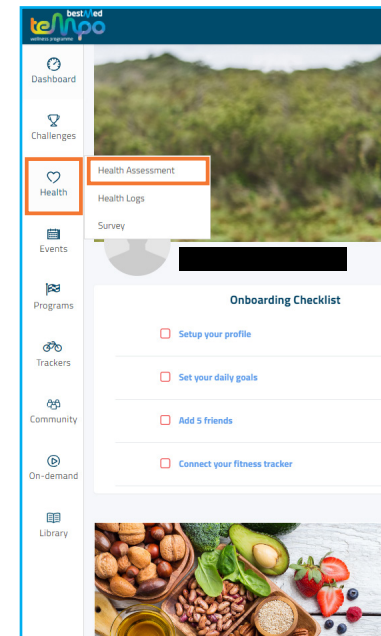 bestMed
tempo
wellness programme
Dashboard
Challenges
Health
Health Assessment
Health Logs
Survey
Events
Programs
Trackers
Community
On-demand
Library
Onboarding Checklist
Setup your profile
Set your daily goals
Add 5 friends
Connect your fitness tracker